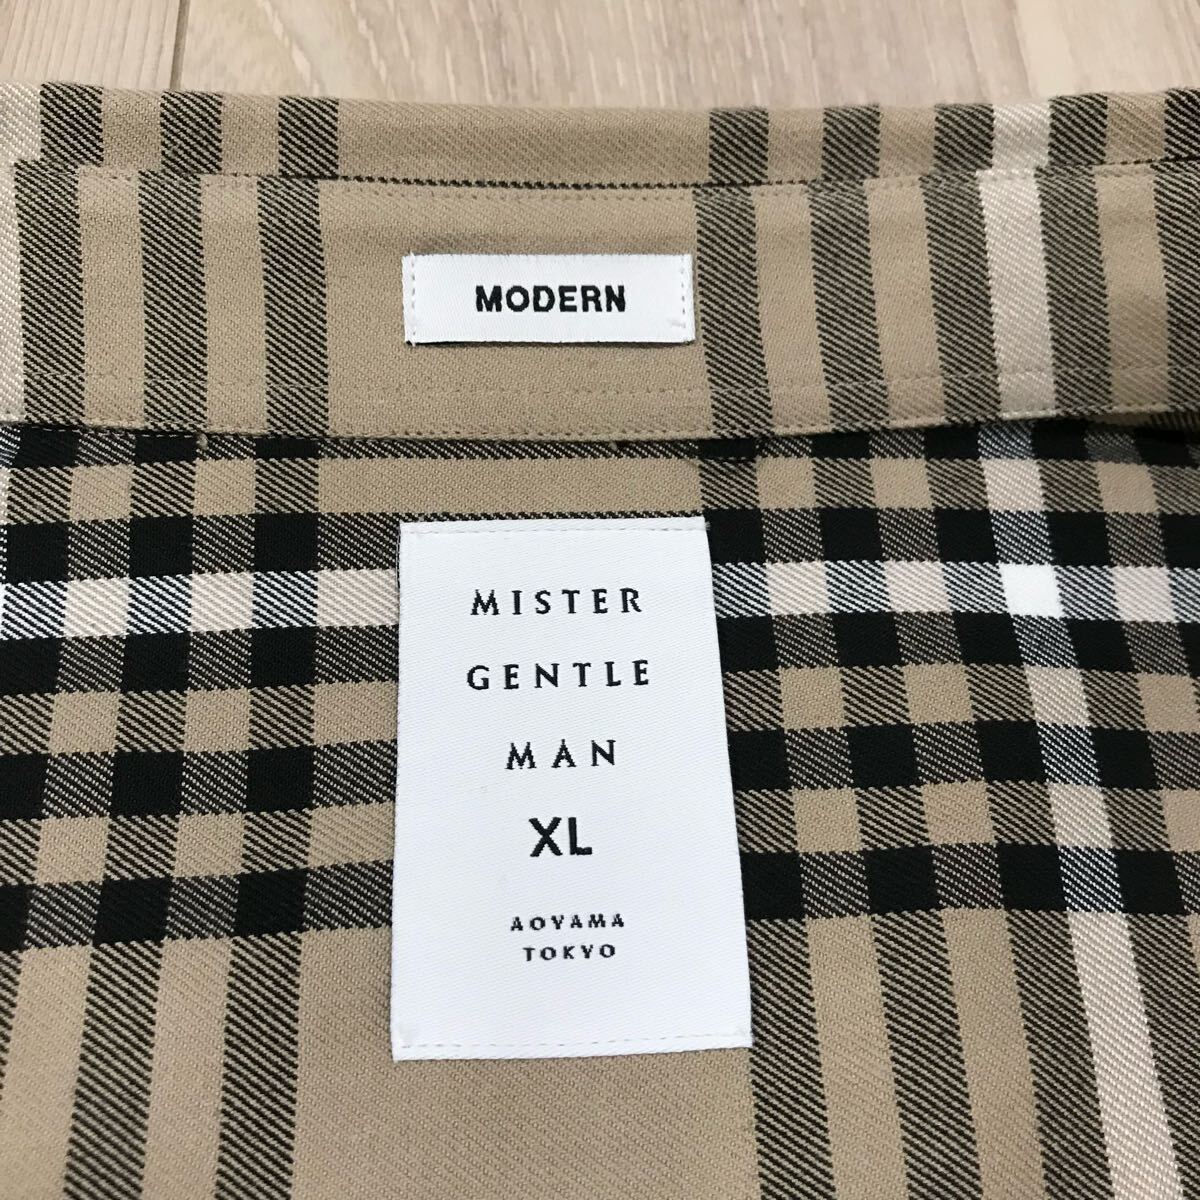 MODERN
MISTER
GENTLE
MAN
XL
AOYAMA
TOKYO